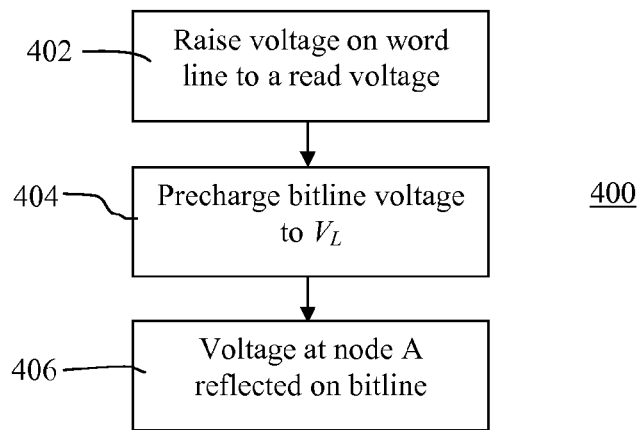 402
Raise voltage on word
line to a read voltage
404
Precharge bitline voltage
to V_L
400
406
Voltage at node A
reflected on bitline